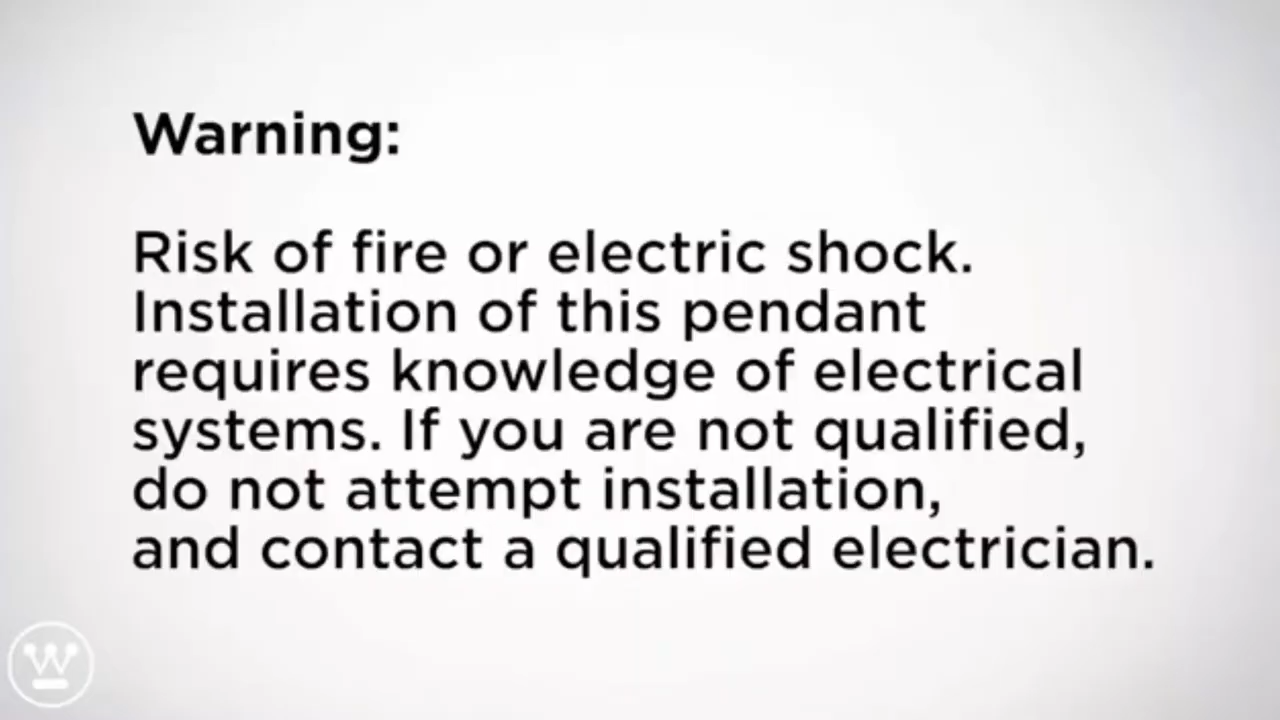 Warning:
Risk of fire or electric shock.
Installation of this pendant
requires knowledge of electrical
systems. If you are not qualified,
do not attempt installation,
and contact a qualified electrician.
W